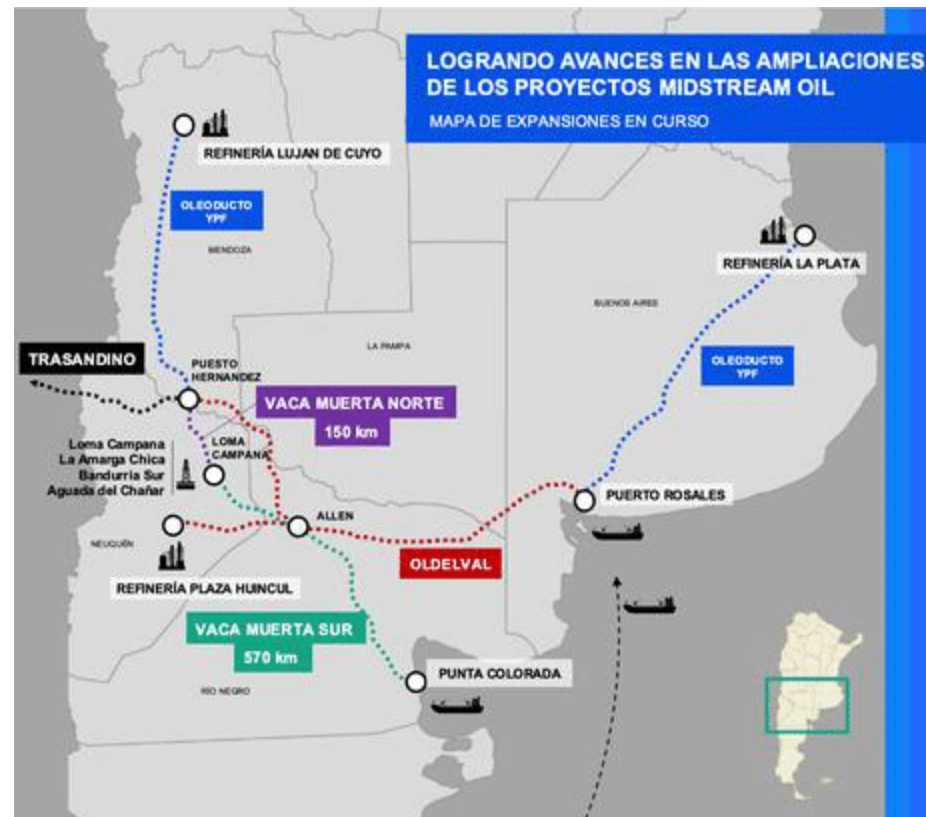 LOGRANDO AVANCES EN LAS AMPLIACIONES
DE LOS PROYECTOS MIDSTREAM OIL
MAPA DE EXPANSIONES EN CURSO
REFINERÍA LUJAN DE CUYO
OLEODUCTO
YPF
MENDOZA
REFINERÍA LA PLATA
BUENOS AIRES
LA PAMPA
TRASANDINO
PUESTO
HERNANDEZ
OLEODUCTO
YPF
VACA MUERTA NORTE
150 km
Loma Campana
La Amarga Chica
Bandurria Sur
Aguada del Chañar
LOMA
CAMPANA
PUERTO ROSALES
ALLEN
NEUQUÉN
OLDELVAL
REFINERÍA PLAZA HUINCUL
VACA MUERTA SUR
570 km
PUNTA COLORADA
RÍO NEGRO